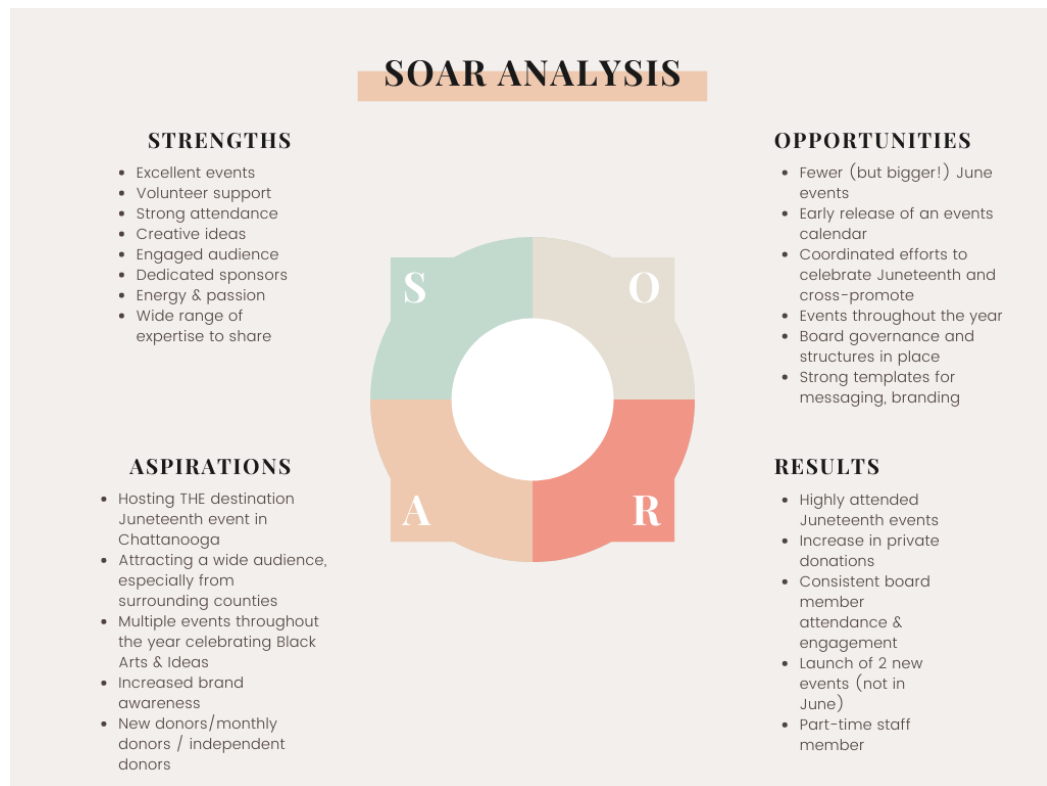 SOAR ANALYSIS
STRENGTHS
• Excellent events
• Volunteer support
• Strong attendance
• Creative ideas
• Engaged audience
• Dedicated sponsors
• Energy & passion
• Wide range of
expertise to share
OPPORTUNITIES
• Fewer (but bigger!) June
events
• Early release of an events
calendar
• Coordinated efforts to
celebrate Juneteenth and
cross-promote
• Events throughout the year
• Board governance and
structures in place
• Strong templates for
messaging, branding
S
O
A
R
ASPIRATIONS
• Hosting THE destination
Juneteenth event in
Chattanooga
• Attracting a wide audience,
especially from
surrounding counties
• Multiple events throughout
the year celebrating Black
Arts & Ideas
• Increased brand
awareness
• New donors/monthly
donors / independent
donors
RESULTS
• Highly attended
Juneteenth events
• Increase in private
donations
• Consistent board
member
attendance &
engagement
• Launch of 2 new
events (not in
June)
• Part-time staff
member